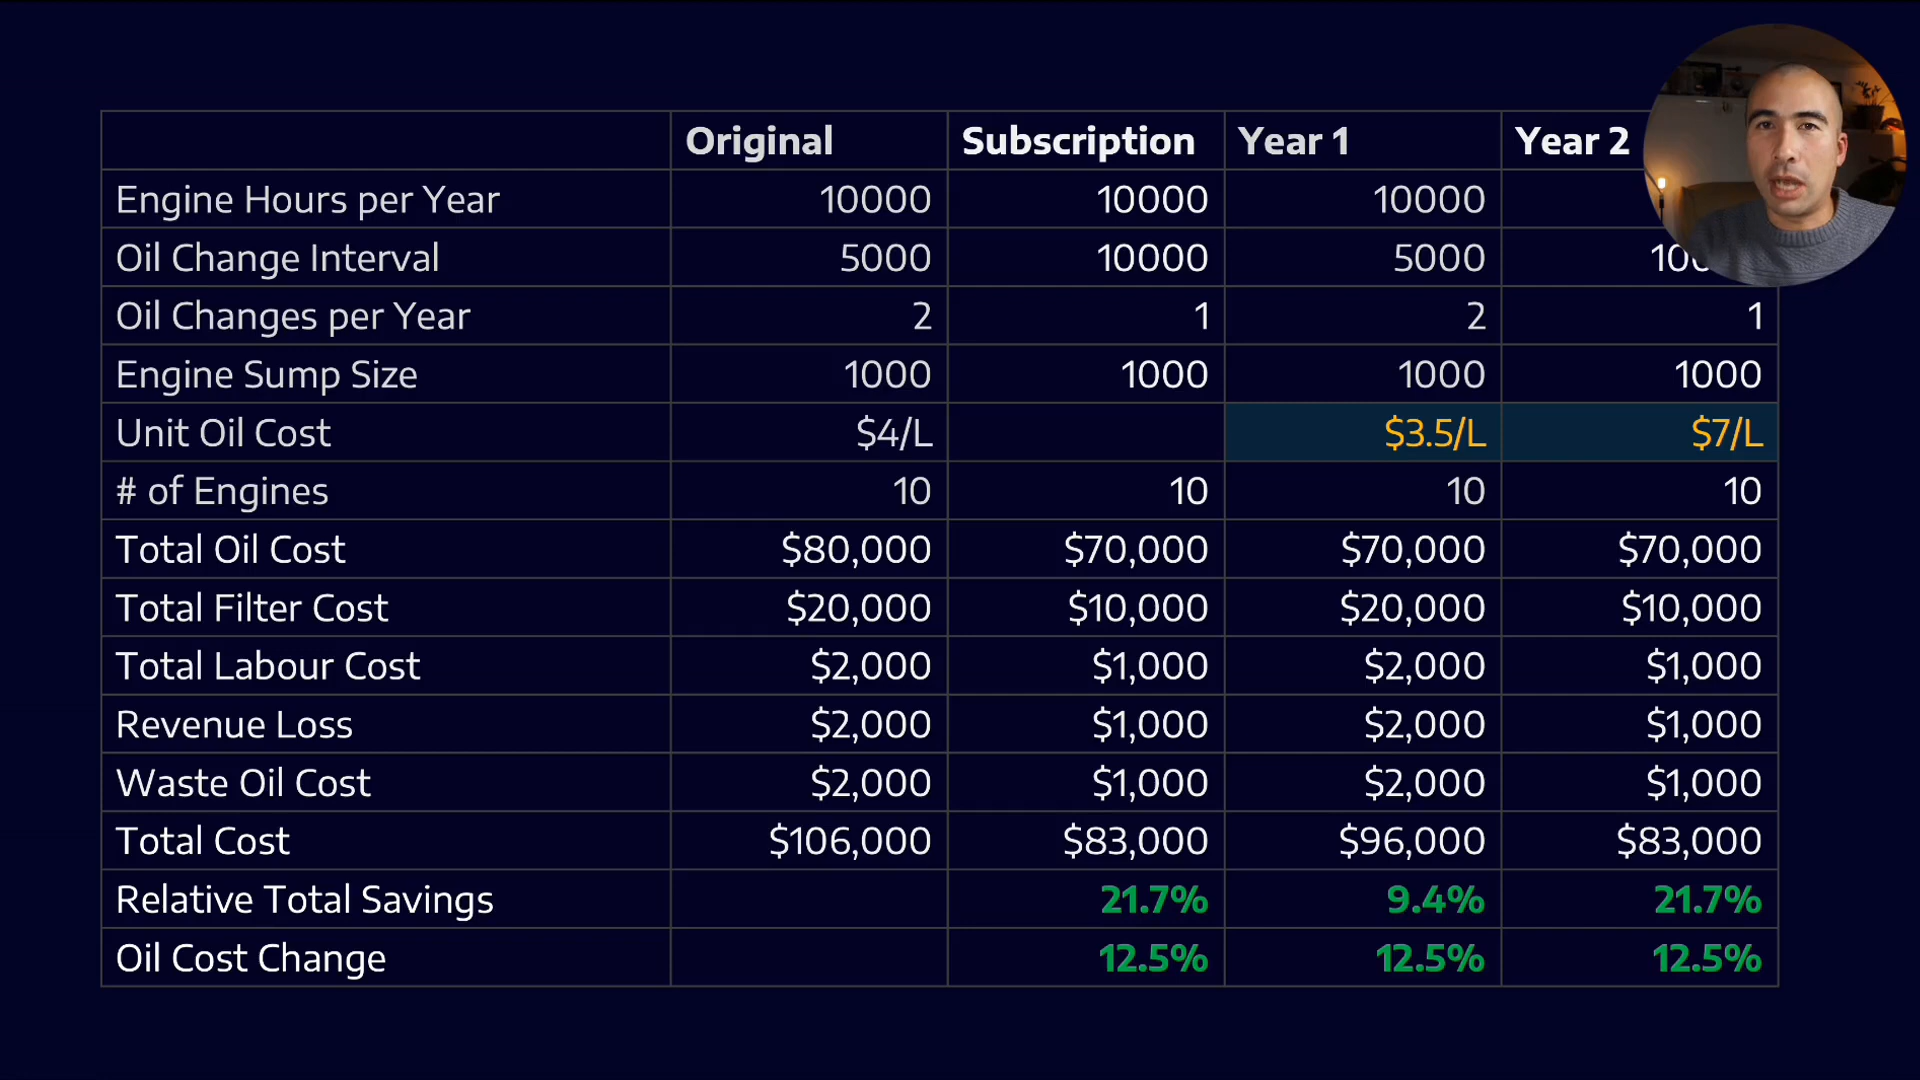 Original Subscription Year 1 Year 2
Engine Hours per Year 10000 10000 10000
Oil Change Interval 5000 10000 5000
Oil Changes per Year 2 1 2 1
Engine Sump Size 1000 1000 1000 1000
Unit Oil Cost $4/L $3.5/L $7/L
# of Engines 10 10 10 10
Total Oil Cost $80,000 $70,000 $70,000 $70,000
Total Filter Cost $20,000 $10,000 $20,000 $10,000
Total Labour Cost $2,000 $1,000 $2,000 $1,000
Revenue Loss $2,000 $1,000 $2,000 $1,000
Waste Oil Cost $2,000 $1,000 $2,000 $1,000
Total Cost $106,000 $83,000 $96,000 $83,000
Relative Total Savings 21.7% 9.4% 21.7%
Oil Cost Change 12.5% 12.5% 12.5%